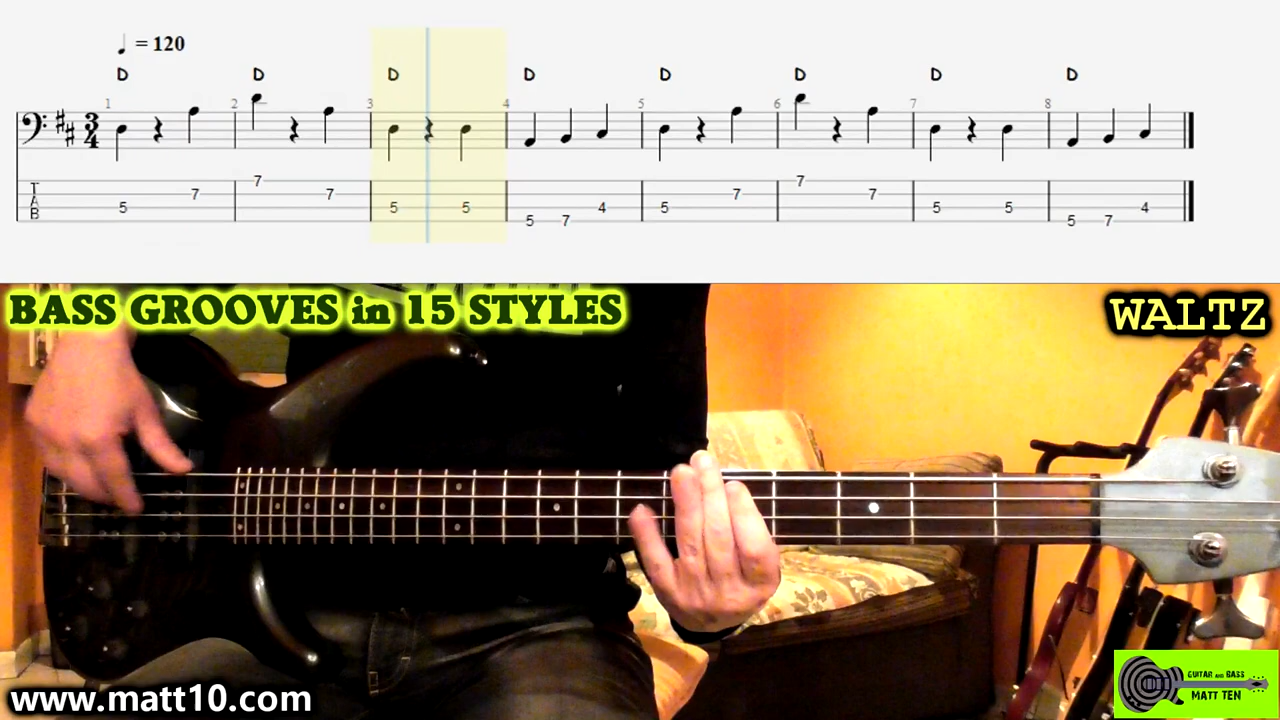 ♩ = 120
D D D D D D D D
1 2 3 4 5 6 7 8
3
4
7 7
T 7 7 7 7
A 5 5 5 4 5 5 5 4
B 5 7 5 7
BASS GROOVES in 15 STYLES
WALTZ
GUITAR AND BASS
MATT TEN
www.matt10.com